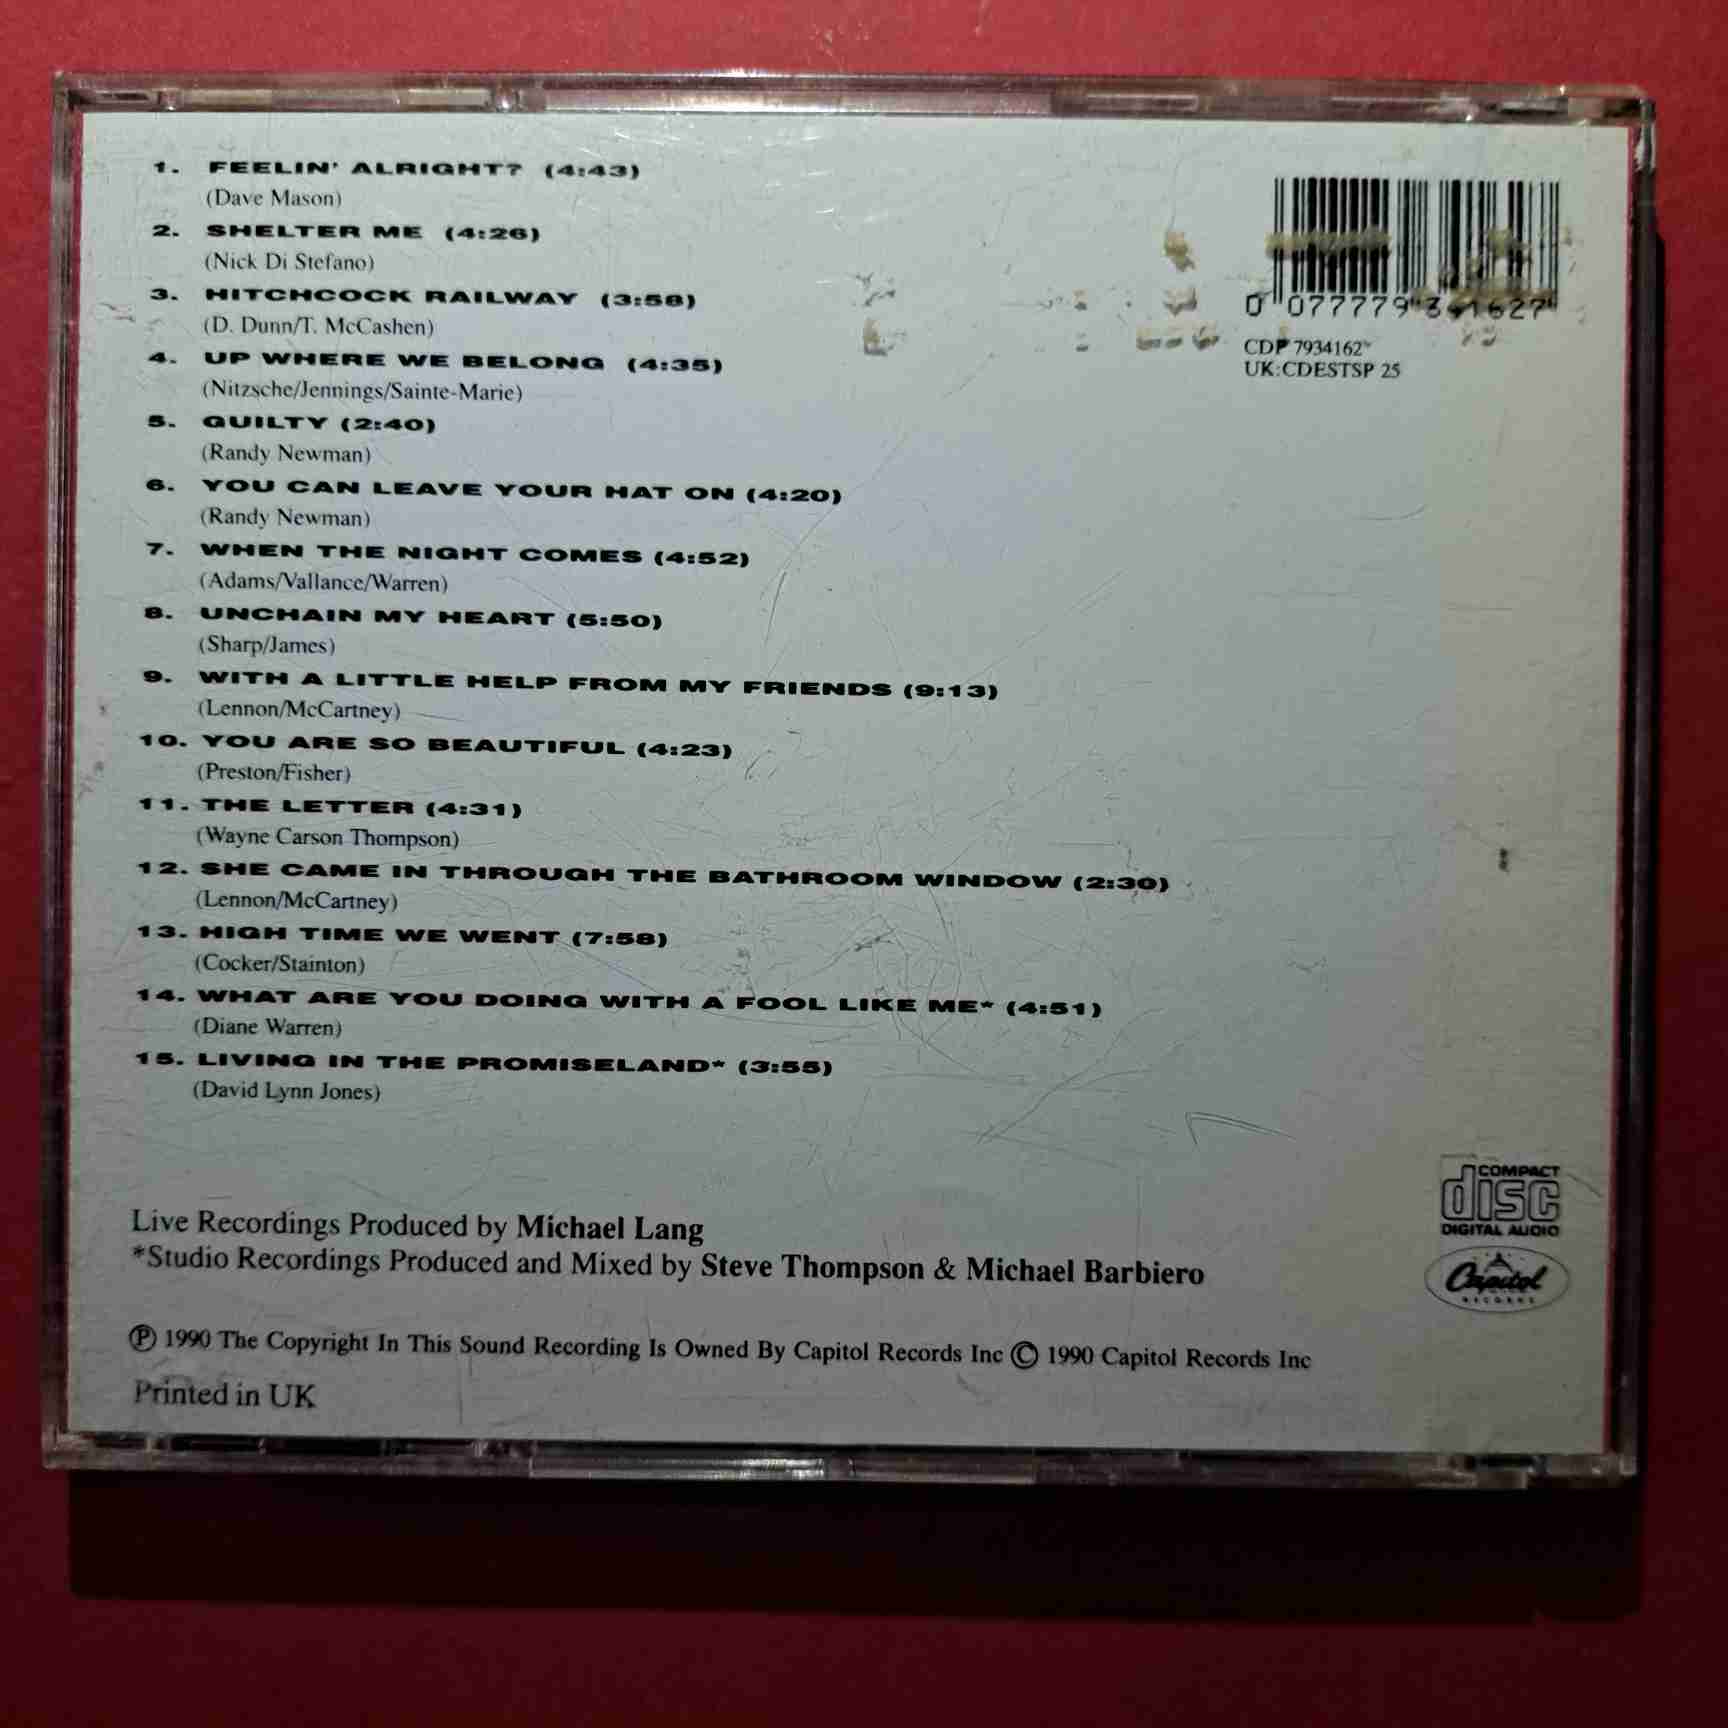 1. FEELIN' ALRIGHT? (4:43)
(Dave Mason)
2. SHELTER ME (4:26)
(Nick Di Stefano)
3. HITCHCOCK RAILWAY (3:58)
(D. Dunn/T. McCashen)
4. UP WHERE WE BELONG (4:35)
(Nitzsche/Jennings/Sainte-Marie)
5. GUILTY (2:40)
(Randy Newman)
6. YOU CAN LEAVE YOUR HAT ON (4:20)
(Randy Newman)
7. WHEN THE NIGHT COMES (4:52)
(Adams/Vallance/Warren)
8. UNCHAIN MY HEART (5:50)
(Sharp/James)
9. WITH A LITTLE HELP FROM MY FRIENDS (9:13)
(Lennon/McCartney)
10. YOU ARE SO BEAUTIFUL (4:23)
(Preston/Fisher)
11. THE LETTER (4:31)
(Wayne Carson Thompson)
12. SHE CAME IN THROUGH THE BATHROOM WINDOW (2:30)
(Lennon/McCartney)
13. HIGH TIME WE WENT (7:58)
(Cocker/Stainton)
14. WHAT ARE YOU DOING WITH A FOOL LIKE ME* (4:51)
(Diane Warren)
15. LIVING IN THE PROMISELAND* (3:55)
(David Lynn Jones)
CDP 7934162
UK:CDESTSP 25
COMPACT
disc
DIGITAL AUDIO
Capitol
RECORDS
Live Recordings Produced by Michael Lang
*Studio Recordings Produced and Mixed by Steve Thompson & Michael Barbiero
Ⓟ 1990 The Copyright In This Sound Recording Is Owned By Capitol Records Inc © 1990 Capitol Records Inc
Printed in UK